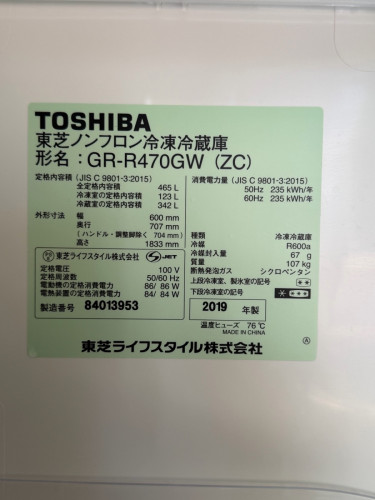 TOSHIBA
東芝ノンフロン冷凍冷蔵庫
形名：GR-R470GW（ZC）
定格内容積（JIS C 9801-3:2015）
全定格内容積 465 L
冷凍室の定格内容積 123 L
冷蔵室の定格内容積 342 L
外形寸法 幅 600 mm
奥行 707 mm
（ハンドル・調整脚除く 704 mm）
高さ 1833 mm
消費電力量（JIS C 9801-3:2015）
50Hz 235 kWh/年
60Hz 235 kWh/年
種類 冷凍冷蔵庫
冷媒 R600a
冷媒封入量 67 g
質量 107 kg
断熱発泡ガス シクロペンタン
上段冷凍室、製氷室の記号
下段冷凍室の記号
東芝ライフスタイル株式会社 S JET
定格電圧 100 V
定格周波数 50/60 Hz
電動機の定格消費電力 86/ 86 W
電熱装置の定格消費電力 84/ 84 W
製造番号 84013953
2019 年製
温度ヒューズ 76℃
MADE IN CHINA
東芝ライフスタイル株式会社
A